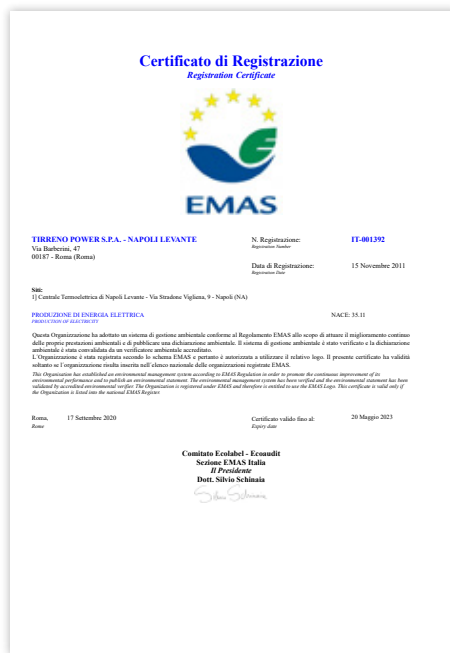 Certificato di Registrazione
Registration Certificate
EMAS
TIRRENO POWER S.P.A. - NAPOLI LEVANTE
Via Barberini, 47
00187 - Roma (Roma)
N. Registrazione: IT-001392
Registration Number
Data di Registrazione: 15 Novembre 2011
Registration Date
Siti:
1] Centrale Termoelettrica di Napoli Levante - Via Stradone Vigliena, 9 - Napoli (NA)
PRODUZIONE DI ENERGIA ELETTRICA NACE: 35.11
PRODUCTION OF ELECTRICITY
Questa Organizzazione ha adottato un sistema di gestione ambientale conforme al Regolamento EMAS allo scopo di attuare il miglioramento continuo
delle proprie prestazioni ambientali e di pubblicare una dichiarazione ambientale. Il sistema di gestione ambientale è stato verificato e la dichiarazione
ambientale è stata convalidata da un verificatore ambientale accreditato.
L'Organizzazione è stata registrata secondo lo schema EMAS e pertanto è autorizzata a utilizzare il relativo logo. Il presente certificato ha validità
soltanto se l'organizzazione risulta inserita nell'elenco nazionale delle organizzazioni registrate EMAS.
This Organisation has established an environmental management system according to EMAS Regulation in order to promote the continuous improvement of its
environmental performance and to publish an environmental statement. The environmental management system has been verified and the environmental statement has been
validated by accredited environmental verifier. The Organization is registered under EMAS and therefore is entitled to use the EMAS Logo. This certificate is valid only if
the Organization is listed into the national EMAS Register.
Roma, 17 Settembre 2020
Rome
Certificato valido fino al: 20 Maggio 2023
Expiry date
Comitato Ecolabel - Ecoaudit
Sezione EMAS Italia
Il Presidente
Dott. Silvio Schinaia
Silvio Schinaia